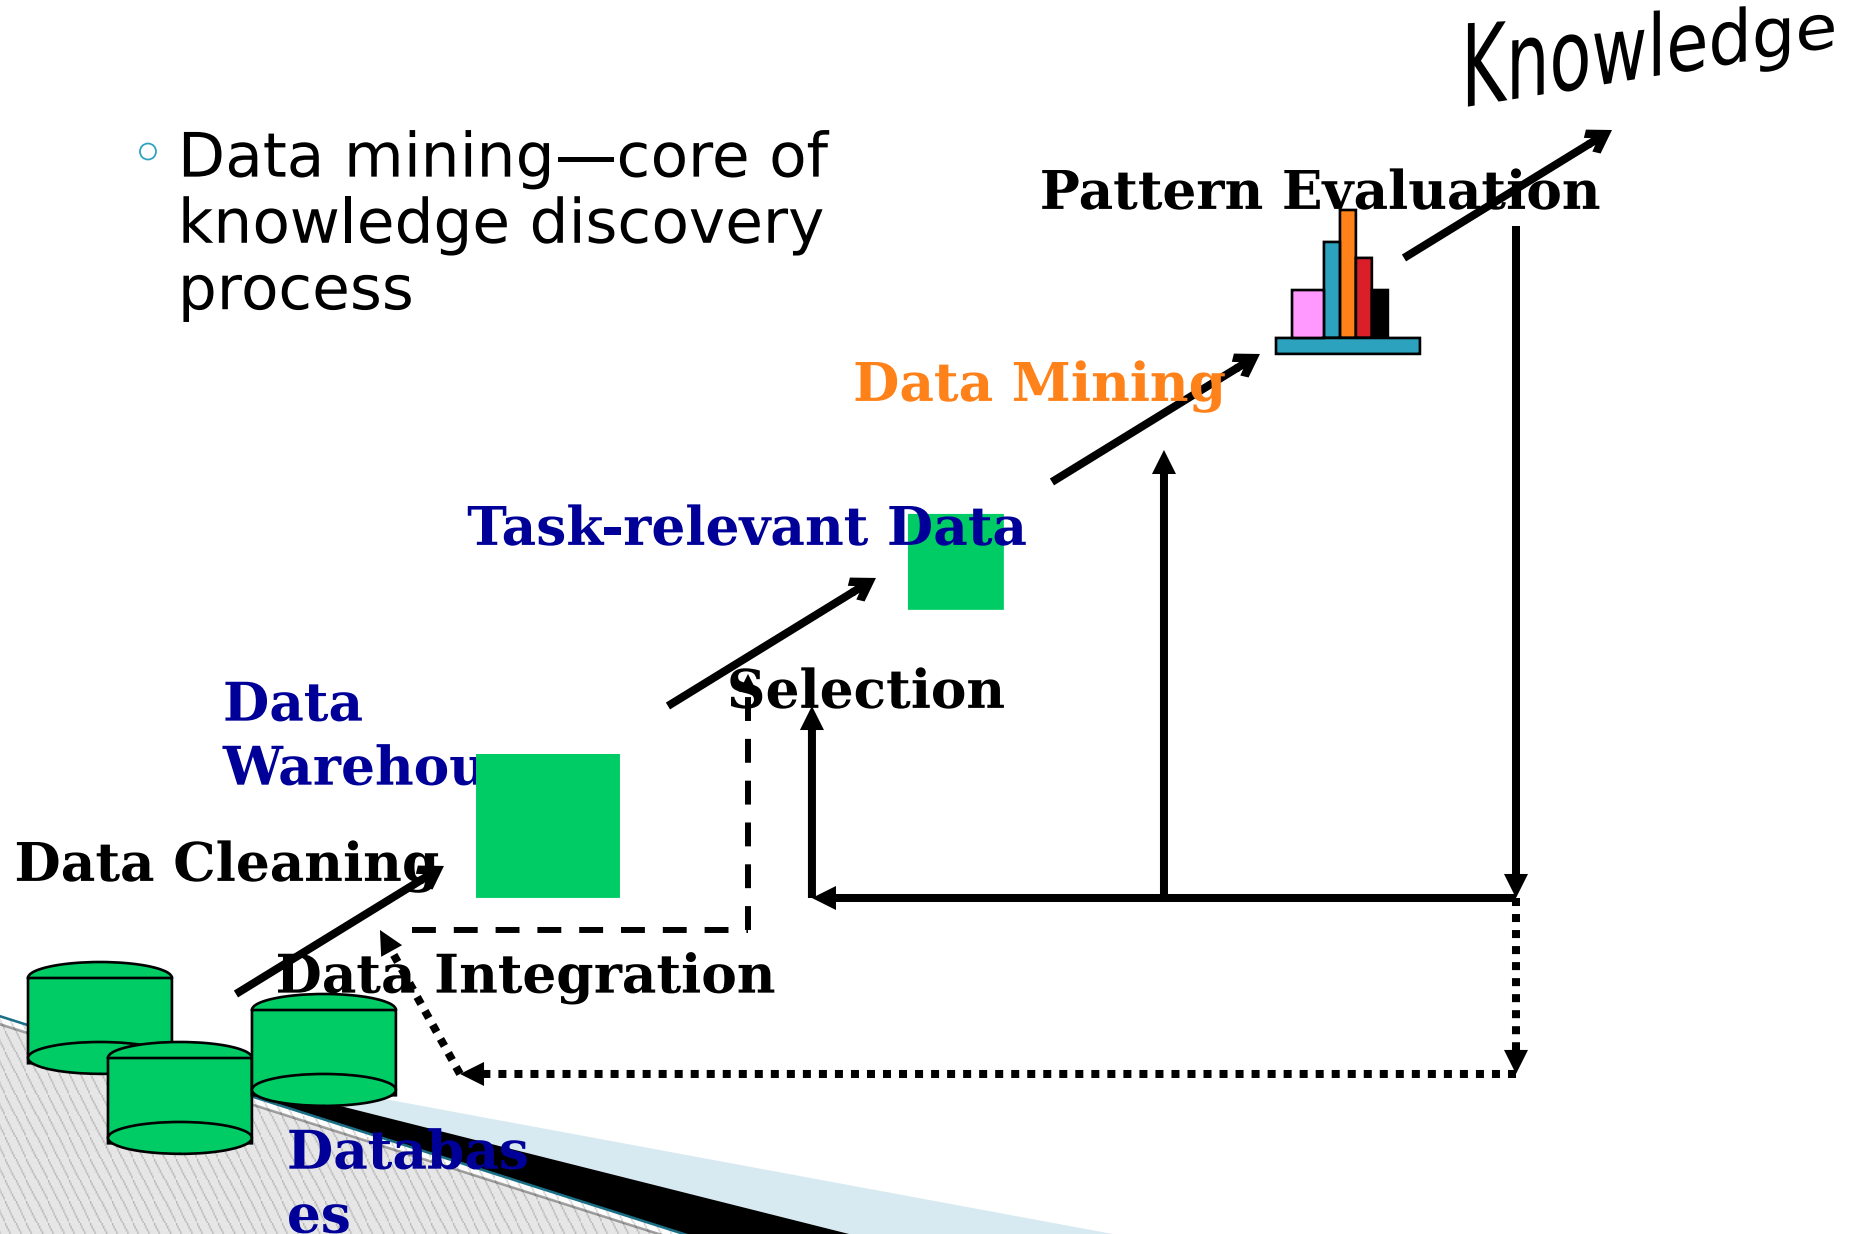 Knowledge
Data mining—core of
knowledge discovery
process
Pattern Evaluation
Data Mining
Task-relevant Data
Selection
Data
Warehou
Data Cleaning
Data Integration
Databas
es